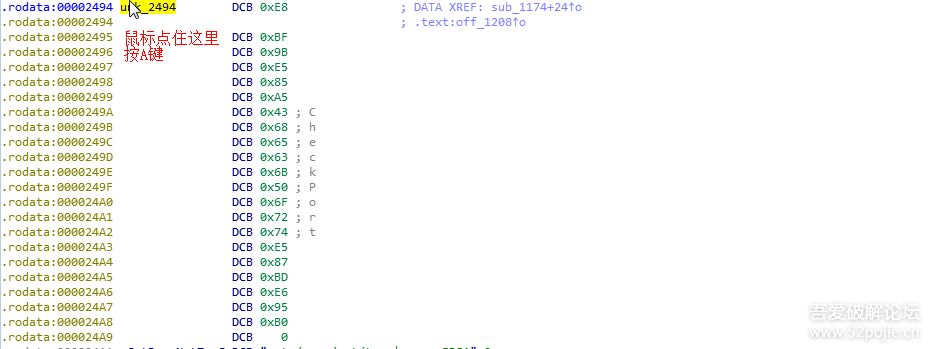 .rodata:00002494 unk_2494 DCB 0xE8 ; DATA XREF: sub_1174+24↑o
.rodata:00002494 ; .text:off_1208↑o
.rodata:00002495 DCB 0xBF
鼠标点住这里
.rodata:00002496 DCB 0x9B
按A键
.rodata:00002497 DCB 0xE5
.rodata:00002498 DCB 0x85
.rodata:00002499 DCB 0xA5
.rodata:0000249A DCB 0x43 ; C
.rodata:0000249B DCB 0x68 ; h
.rodata:0000249C DCB 0x65 ; e
.rodata:0000249D DCB 0x63 ; c
.rodata:0000249E DCB 0x6B ; k
.rodata:0000249F DCB 0x50 ; P
.rodata:000024A0 DCB 0x6F ; o
.rodata:000024A1 DCB 0x72 ; r
.rodata:000024A2 DCB 0x74 ; t
.rodata:000024A3 DCB 0xE5
.rodata:000024A4 DCB 0x87
.rodata:000024A5 DCB 0xBD
.rodata:000024A6 DCB 0xE6
.rodata:000024A7 DCB 0x95
.rodata:000024A8 DCB 0xB0
.rodata:000024A9 DCB 0
吾爱破解论坛
www.52pojie.cn